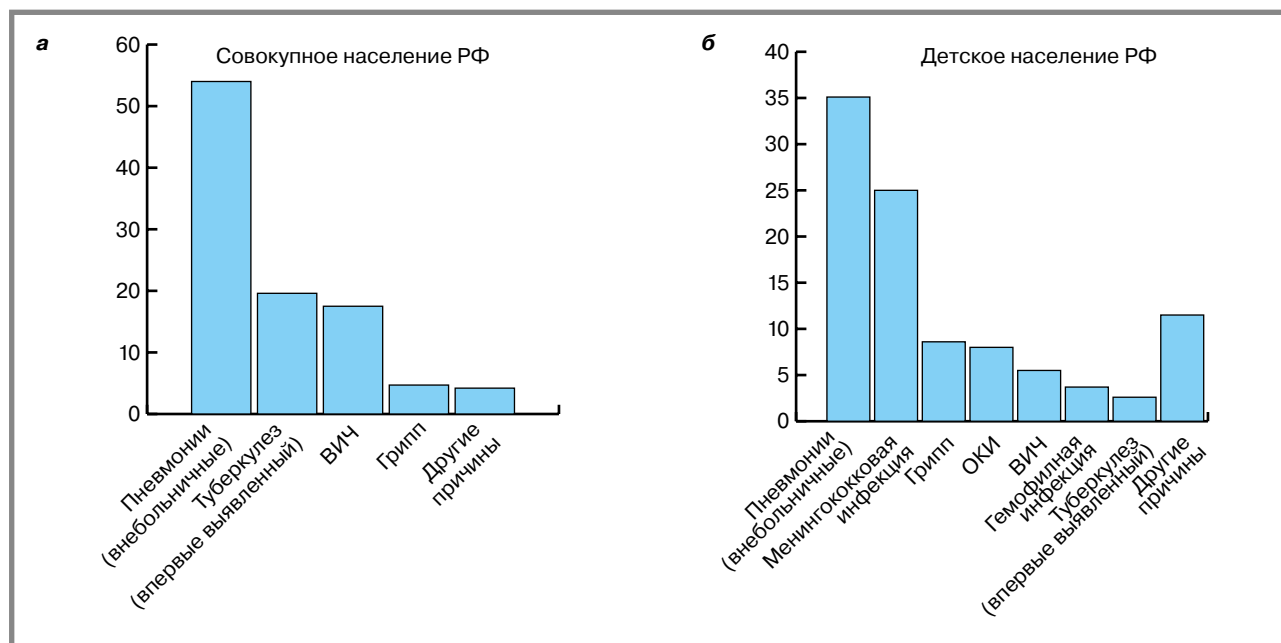 а
Совокупное население РФ
60
50
40
30
20
10
0
Пневмонии
(внебольничные)
Туберкулез
(впервые выявленный)
ВИЧ
Грипп
Другие
причины
б
Детское население РФ
40
35
30
25
20
15
10
5
0
Пневмонии
(внебольничные)
Менингококковая
инфекция
Грипп
ОКИ
ВИЧ
Гемофилная
инфекция
Туберкулез
(впервые выявленный)
Другие
причины